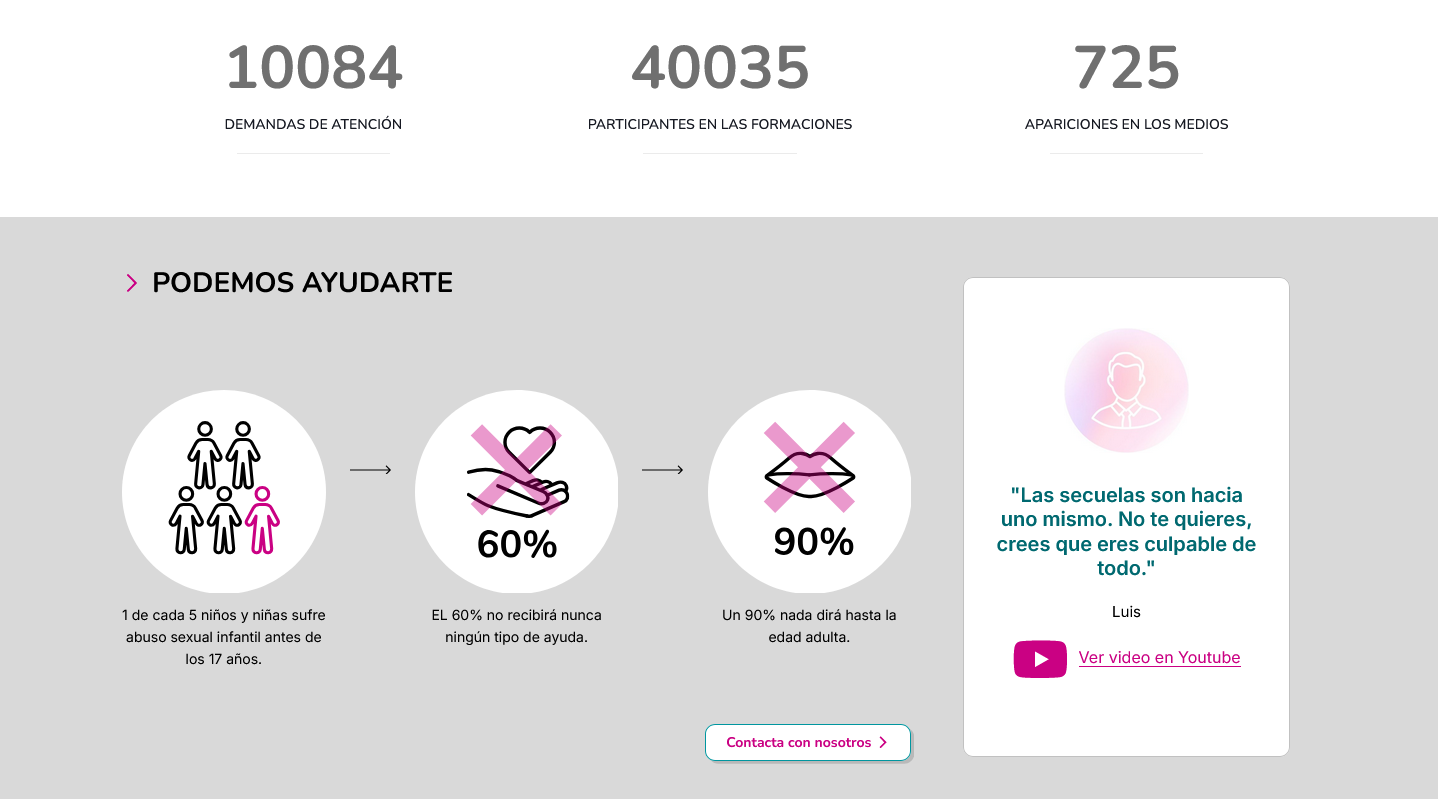 10084
DEMANDAS DE ATENCIÓN
40035
PARTICIPANTES EN LAS FORMACIONES
725
APARICIONES EN LOS MEDIOS
PODEMOS AYUDARTE
1 de cada 5 niños y niñas sufre
abuso sexual infantil antes de
los 17 años.
60%
EL 60% no recibirá nunca
ningún tipo de ayuda.
90%
Un 90% nada dirá hasta la
edad adulta.
Contacta con nosotros
"Las secuelas son hacia
uno mismo. No te quieres,
crees que eres culpable de
todo."
Luis
Ver video en Youtube